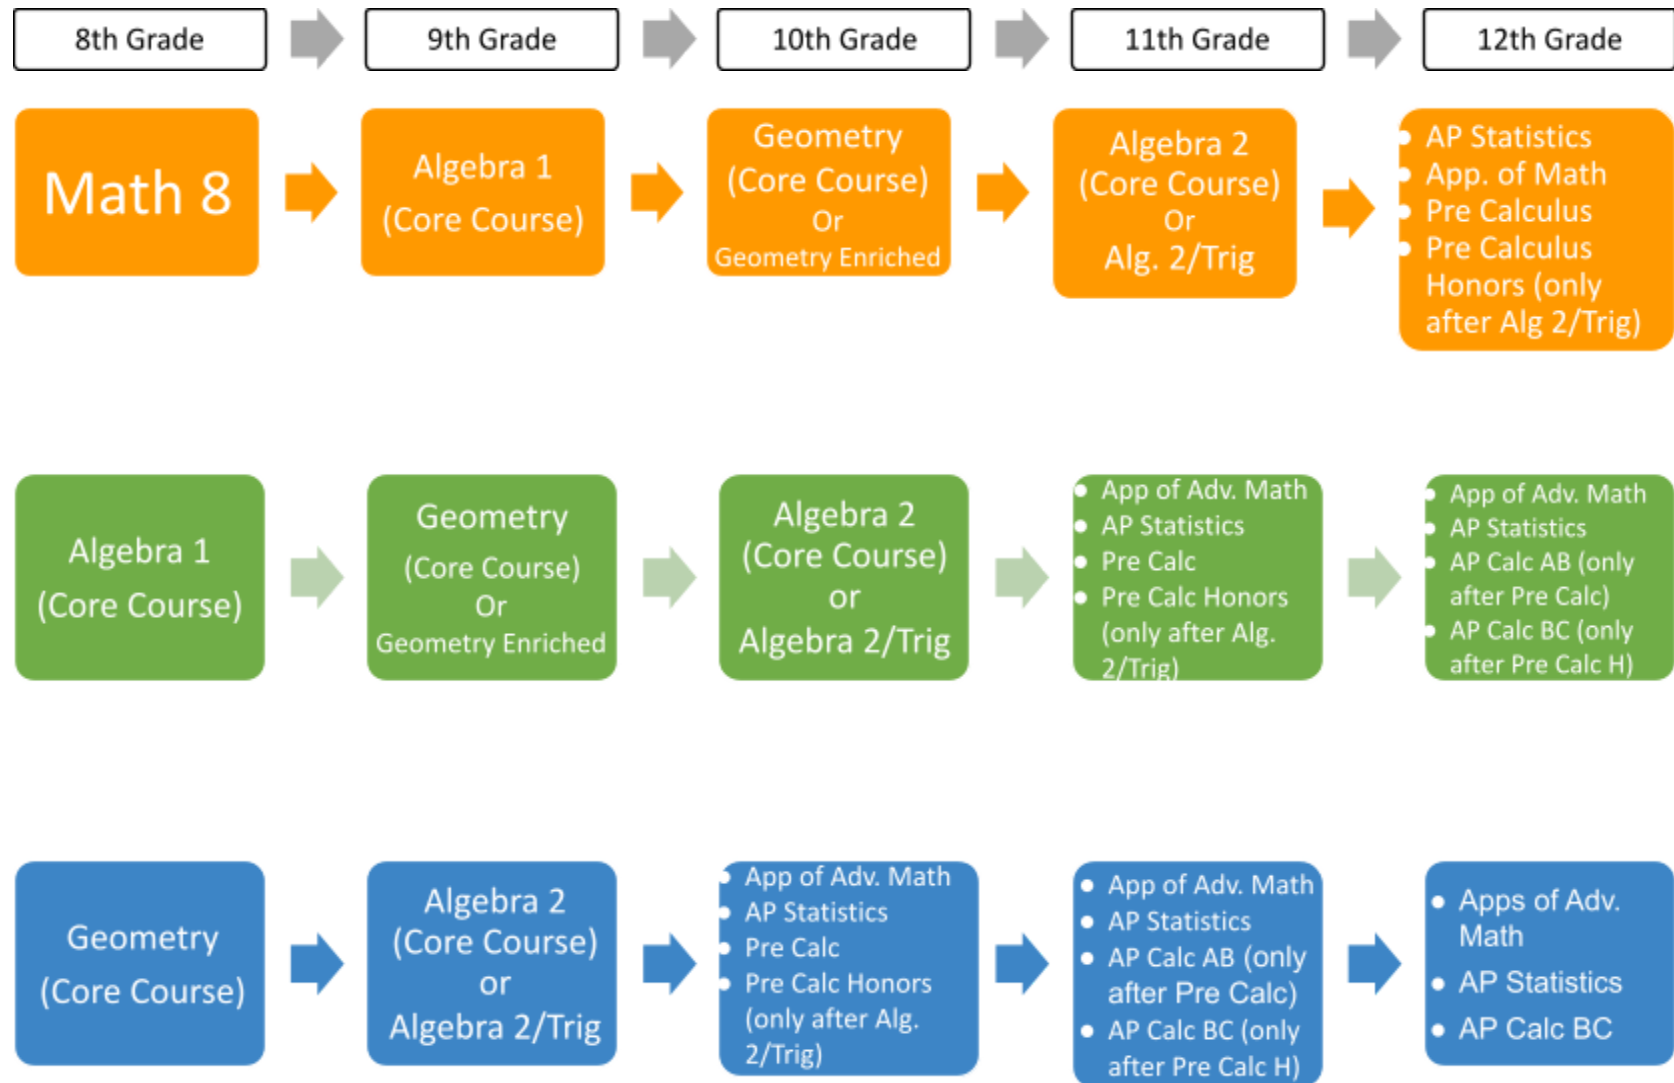 8th Grade
9th Grade
10th Grade
11th Grade
12th Grade
Math 8
Algebra 1
(Core Course)
Geometry
(Core Course)
Or
Geometry Enriched
Algebra 2
(Core Course)
Or
Alg. 2/Trig
• AP Statistics
• App. of Math
• Pre Calculus
• Pre Calculus
Honors (only
after Alg 2/Trig)
Algebra 1
(Core Course)
Geometry
(Core Course)
Or
Geometry Enriched
Algebra 2
(Core Course)
or
Algebra 2/Trig
• App of Adv. Math
• AP Statistics
• Pre Calc
• Pre Calc Honors
(only after Alg.
2/Trig)
• App of Adv. Math
• AP Statistics
• AP Calc AB (only
after Pre Calc)
• AP Calc BC (only
after Pre Calc H)
Geometry
(Core Course)
Algebra 2
(Core Course)
or
Algebra 2/Trig
• App of Adv. Math
• AP Statistics
• Pre Calc
• Pre Calc Honors
(only after Alg.
2/Trig)
• App of Adv. Math
• AP Statistics
• AP Calc AB (only
after Pre Calc)
• AP Calc BC (only
after Pre Calc H)
• Apps of Adv.
Math
• AP Statistics
• AP Calc BC